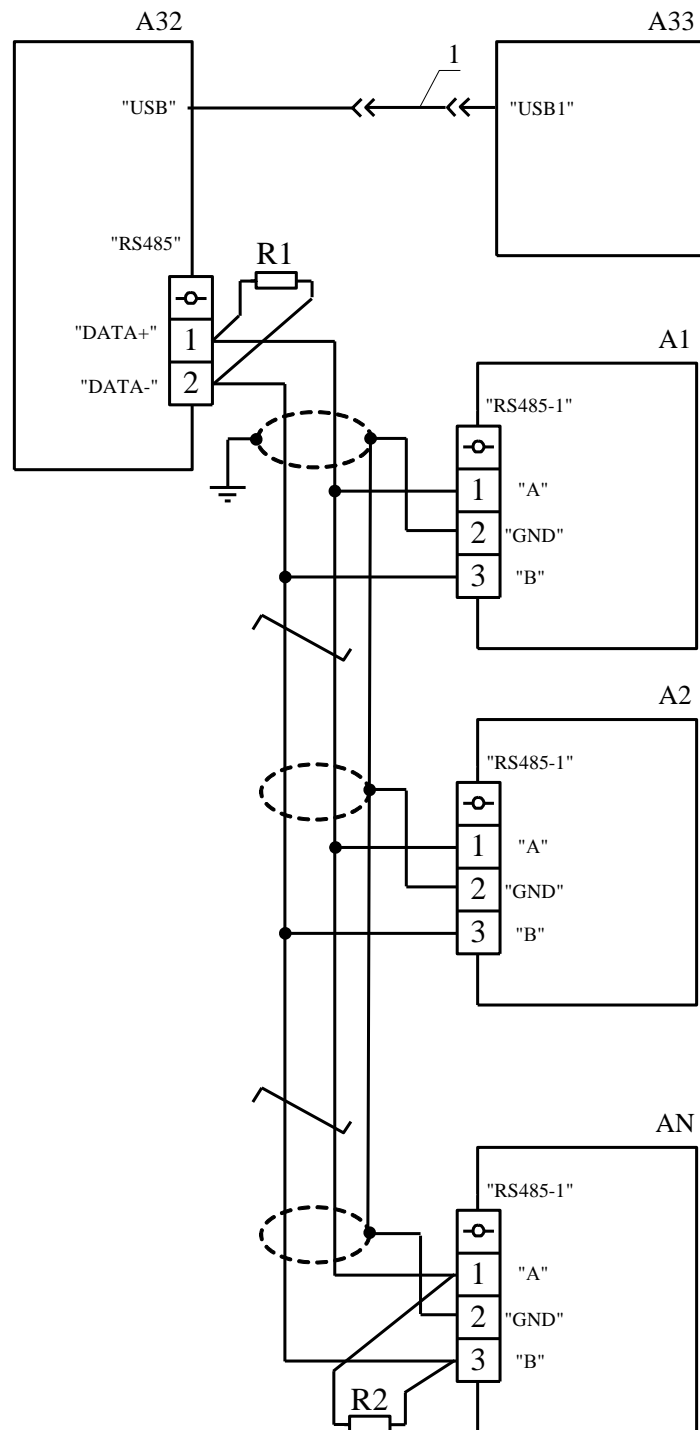 A32
A33
1
"USB"
"USB1"
"RS485"
R1
"DATA+"
1
"DATA-"
2
A1
"RS485-1"
1
"A"
2
"GND"
3
"B"
A2
"RS485-1"
1
"A"
2
"GND"
3
"B"
AN
"RS485-1"
1
"A"
2
"GND"
3
"B"
R2